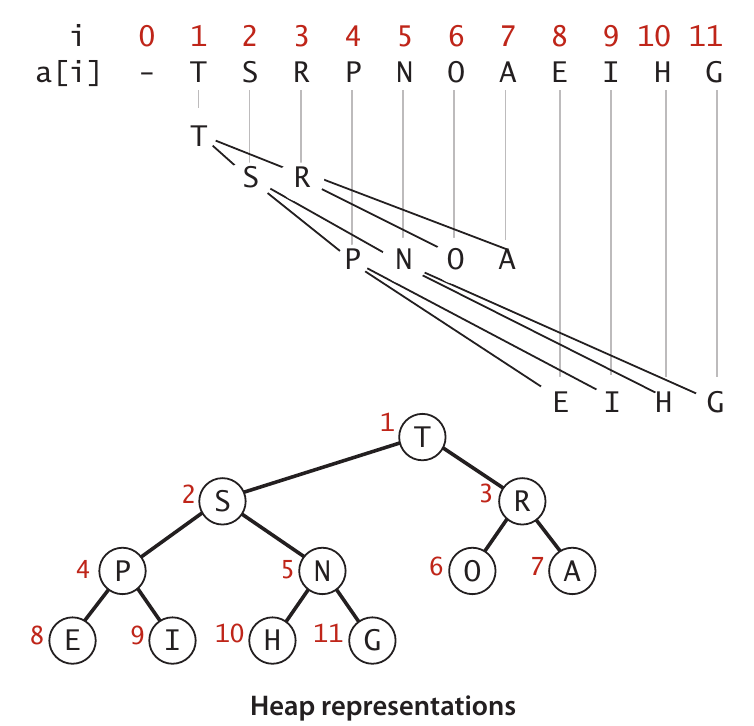 i 0 1 2 3 4 5 6 7 8 9 10 11
a[i] - T S R P N O A E I H G
T
S R
P N O A
E I H G
1 T
2 S 3 R
4 P 5 N 6 O 7 A
8 E 9 I 10 H 11 G
Heap representations